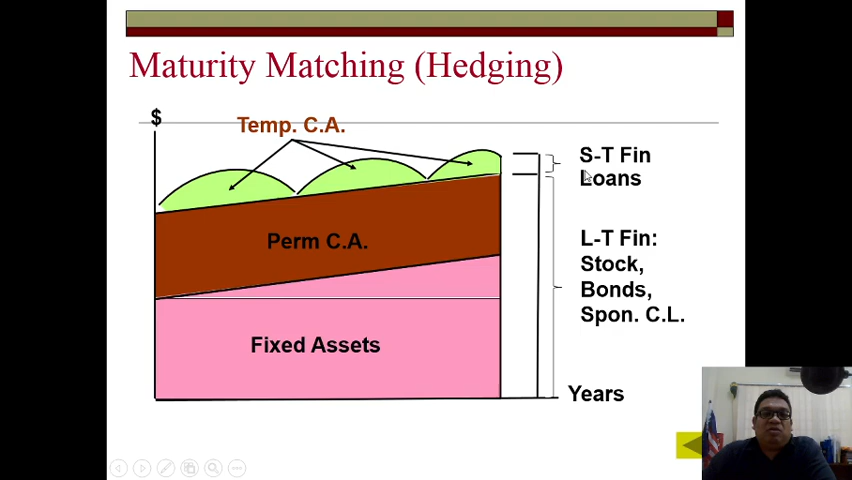 Maturity Matching (Hedging)
$
Temp. C.A.
S-T Fin
Loans
Perm C.A.
L-T Fin:
Stock,
Bonds,
Spon. C.L.
Fixed Assets
Years